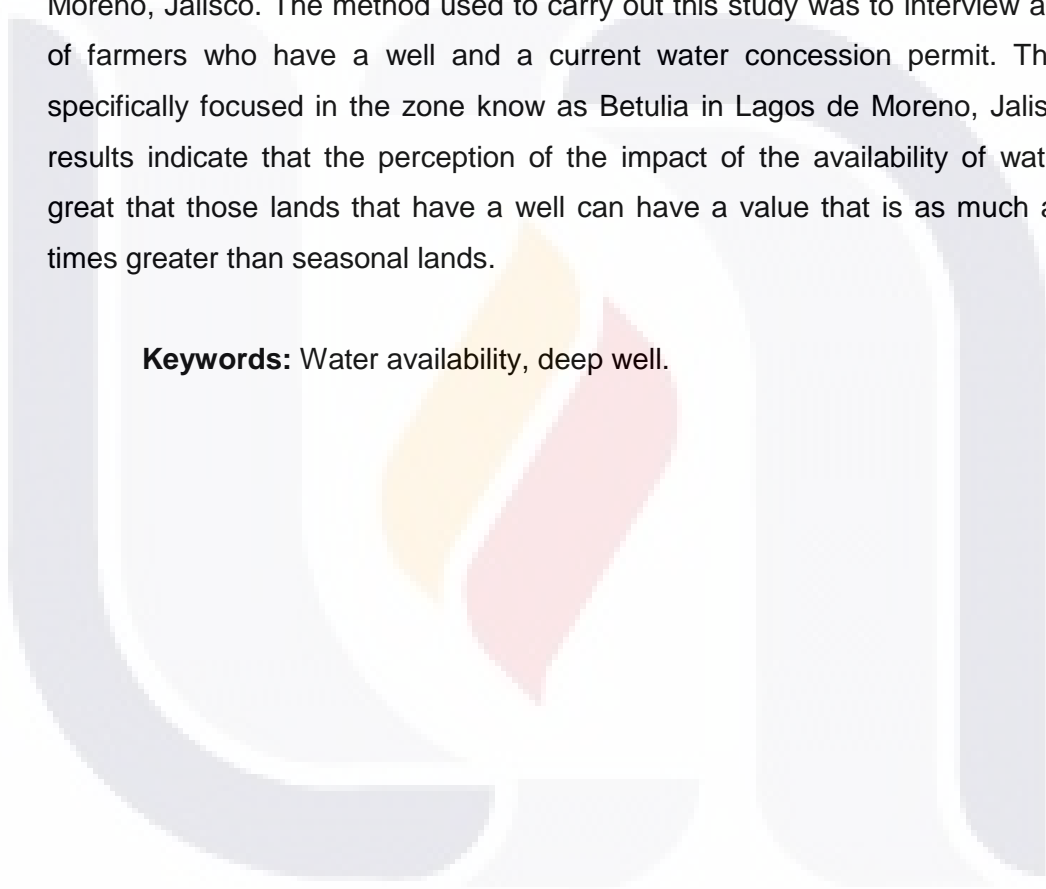 Moreno, Jalisco. The method used to carry out this study was to interview a
of farmers who have a well and a current water concession permit. Th
specifically focused in the zone know as Betulia in Lagos de Moreno, Jalis
results indicate that the perception of the impact of the availability of wat
great that those lands that have a well can have a value that is as much a
times greater than seasonal lands.
Keywords: Water availability, deep well.